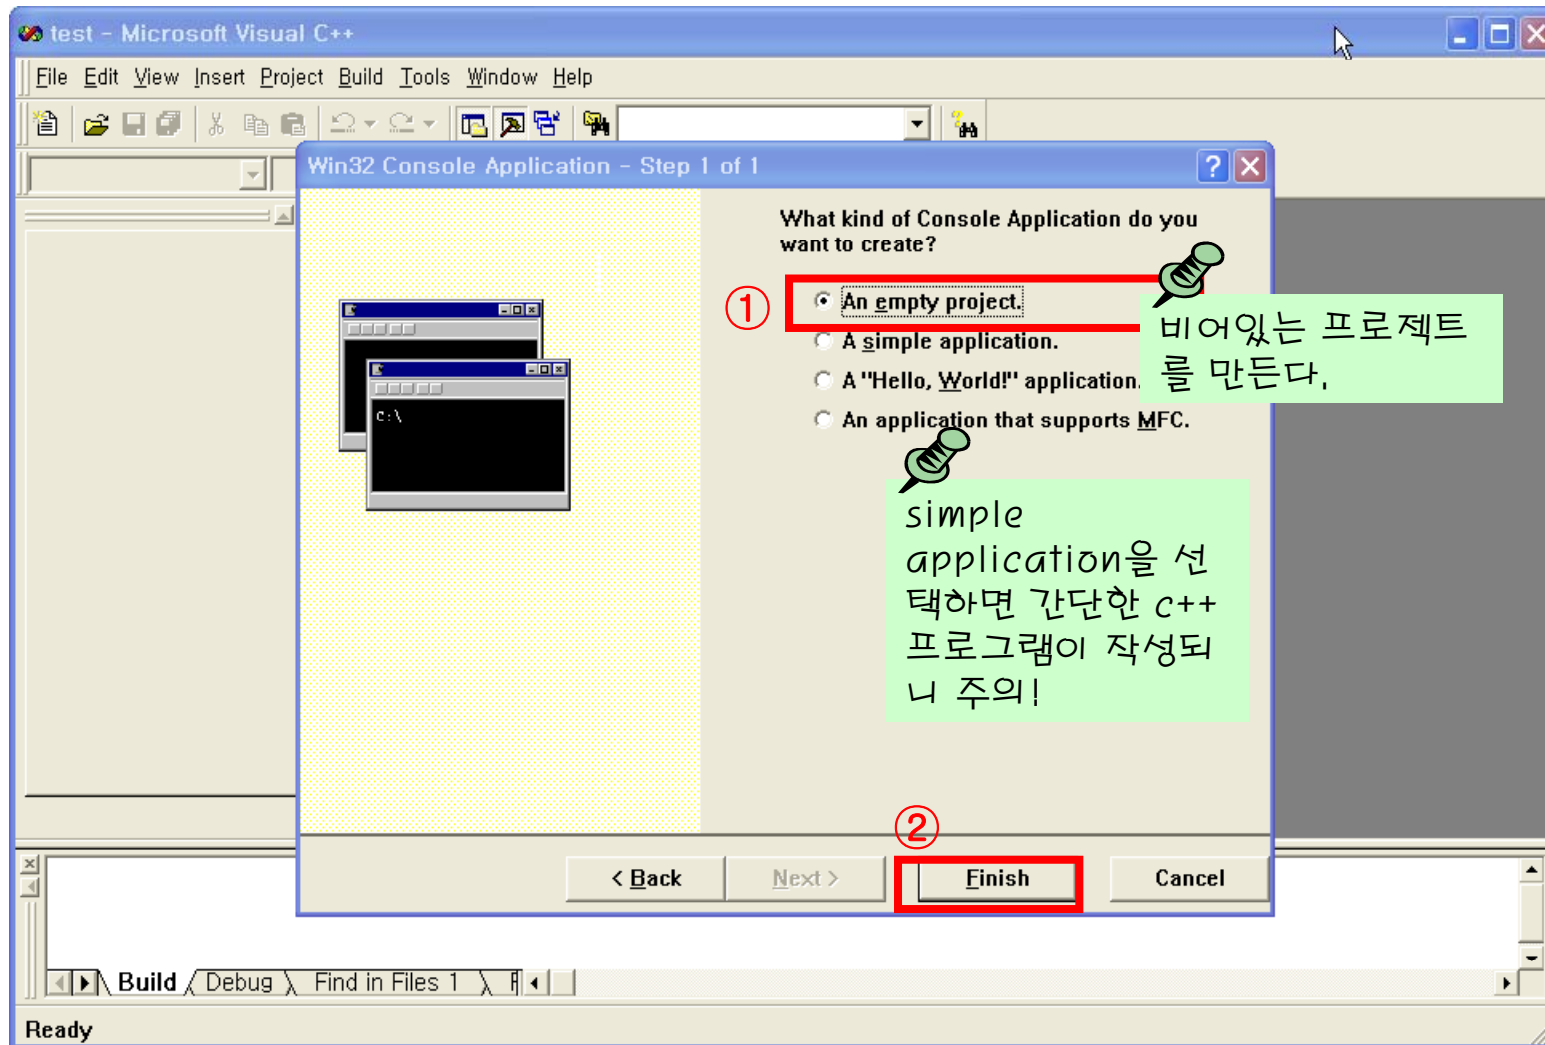 test - Microsoft Visual C++
File Edit View Insert Project Build Tools Window Help
Win32 Console Application - Step 1 of 1
What kind of Console Application do you
want to create?
①
An empty project.
비어있는 프로젝트
를 만든다.
A simple application.
A "Hello, World!" application.
An application that supports MFC.
C:\
simple
application을 선
택하면 간단한 c++
프로그램이 작성되
니 주의!
②
< Back Next > Finish Cancel
Build Debug Find in Files 1
Ready